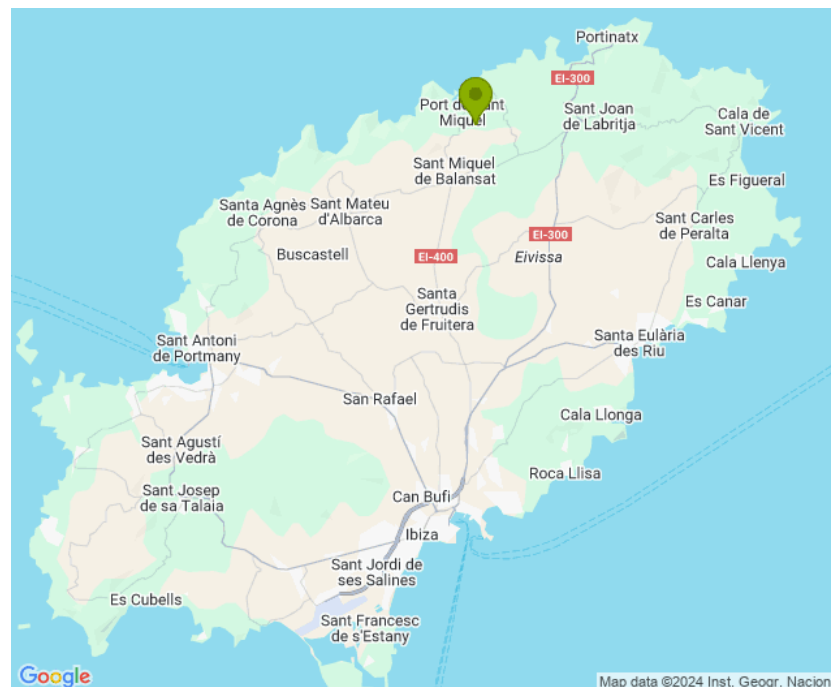 Portinatx
EI-300
Port de Sant
Miquel
Sant Joan
de Labritja
Cala de
Sant Vicent
Sant Miquel
de Balansat
Es Figueral
Santa Agnès
de Corona
Sant Mateu
d'Albarca
Sant Carles
de Peralta
EI-300
Buscastell
EI-400
Eivissa
Cala Llenya
Santa
Gertrudis
de Fruitera
Es Canar
Sant Antoni
de Portmany
Santa Eulària
des Riu
San Rafael
Cala Llonga
Sant Agustí
des Vedrà
Roca Llisa
Sant Josep
de sa Talaia
Can Bufi
Ibiza
Sant Jordi de
ses Salines
Es Cubells
Sant Francesc
de s'Estany
Google
Map data ©2024 Inst. Geogr. Nacion